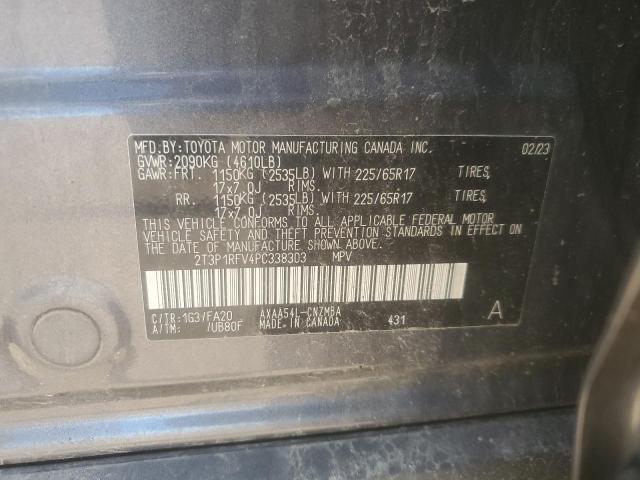 MFD.BY:TOYOTA MOTOR MANUFACTURING CANADA INC. 02/23
GVWR:2090KG (4610LB)
GAWR:FRT. 1150KG (2535LB) WITH 225/65R17 TIRES,
17x7.0J RIMS.
RR. 1150KG (2535LB) WITH 225/65R17 TIRES,
17x7.0J RIMS.
THIS VEHICLE CONFORMS TO ALL APPLICABLE FEDERAL MOTOR
VEHICLE SAFETY AND THEFT PREVENTION STANDARDS IN EFFECT ON
THE DATE OF MANUFACTURE SHOWN ABOVE.
2T3P1RFV4PC338303 MPV
C/TR:1G3/FA20 AXAA54L-CNZMBA
A/TM: /UB80F MADE IN CANADA 431 A